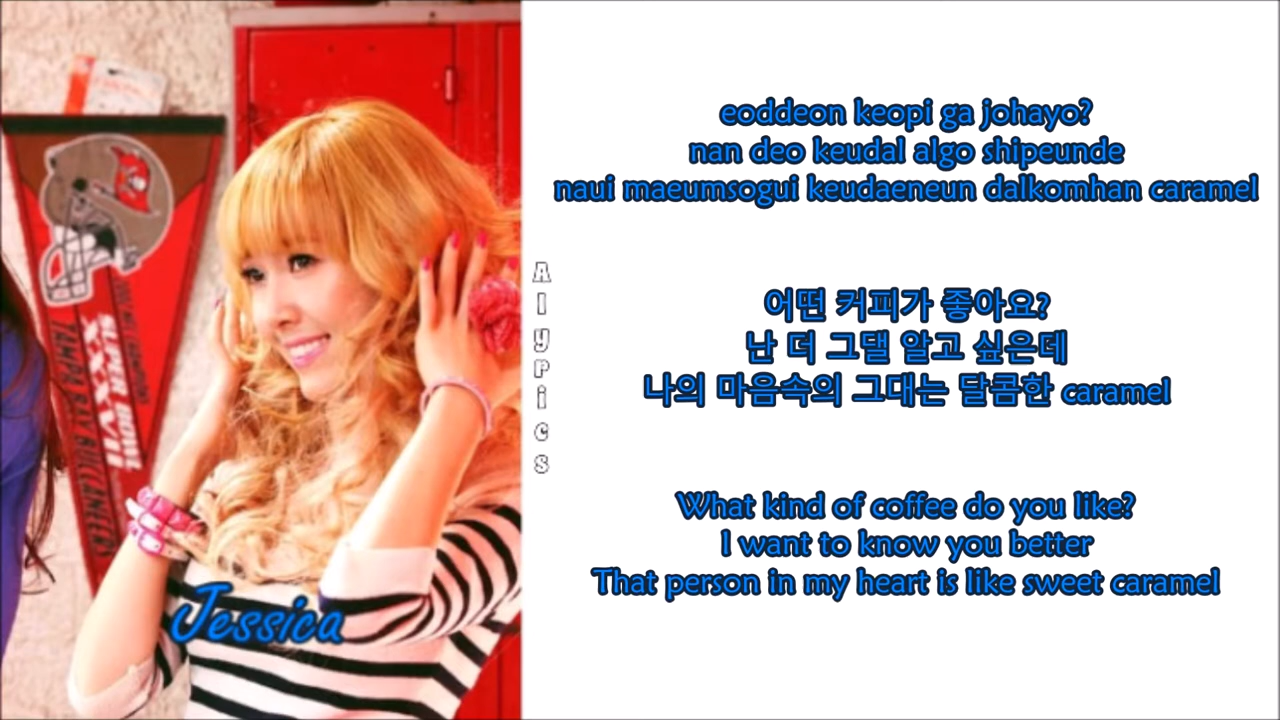 eoddeon keopi ga johayo?
nan deo keudal algo shipeunde
naui maeumsogui keudaeneun dalkomhan caramel
어떤 커피가 좋아요?
난 더 그댈 알고 싶은데
나의 마음속의 그대는 달콤한 caramel
What kind of coffee do you like?
I want to know you better
That person in my heart is like sweet caramel
Alyrics
Jessica
SUPER BOWL
XXXVII
TAMPA BAY BUCCANEERS